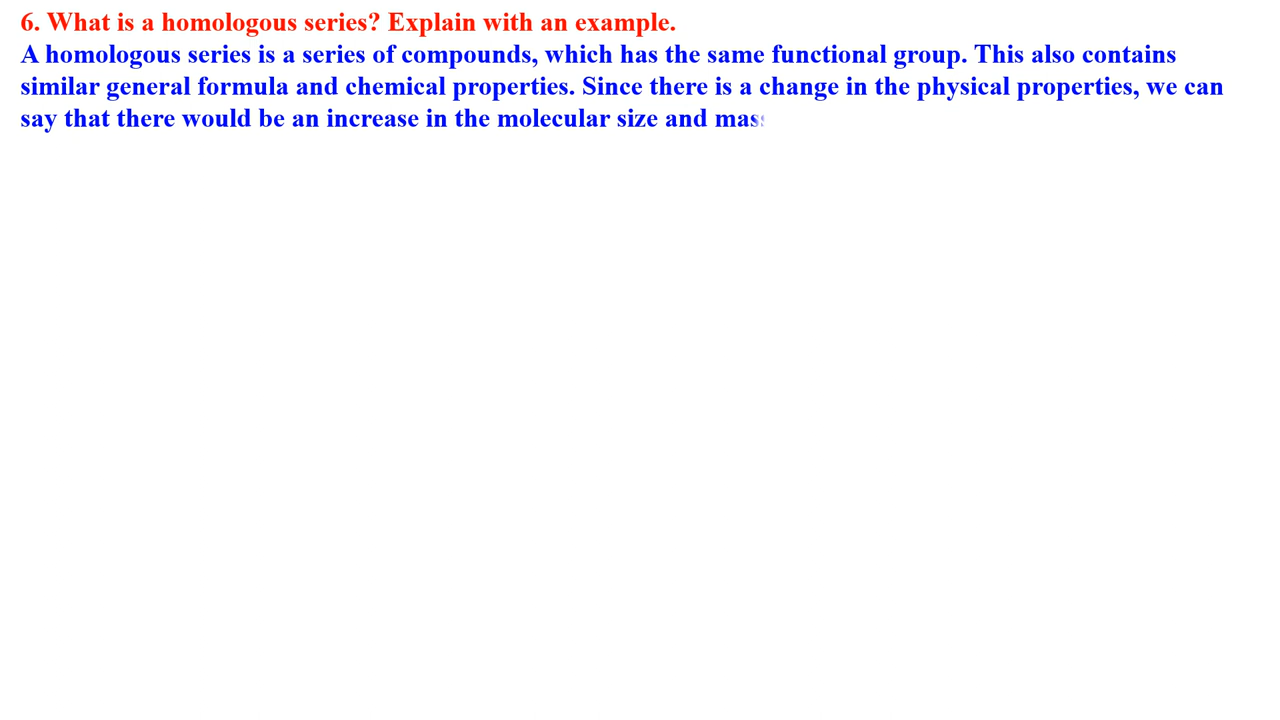 6. What is a homologous series? Explain with an example.
A homologous series is a series of compounds, which has the same functional group. This also contains
similar general formula and chemical properties. Since there is a change in the physical properties, we can
say that there would be an increase in the molecular size and mass